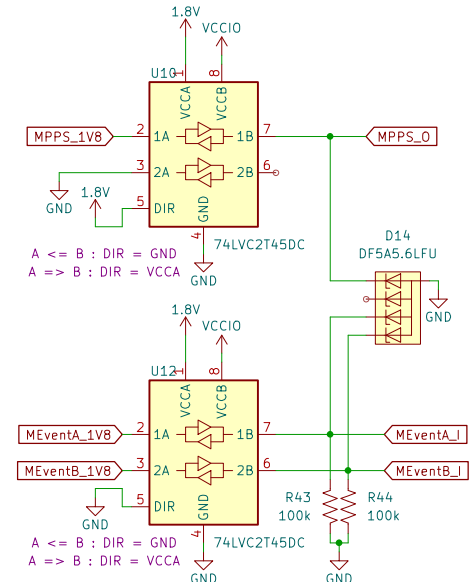 1.8V
VCCIO
U10
1
8
VCCA
VCCB
MPPS_1V8
2
1A
1B
7
MPPS_O
3
2A
2B
6
GND
1.8V
5
DIR
GND
4
74LVC2T45DC
GND
A <= B : DIR = GND
A => B : DIR = VCCA
D14
DF5A5.6LFU
GND
1.8V
VCCIO
U12
1
8
VCCA
VCCB
MEventA_1V8
2
1A
1B
7
MEventA_I
MEventB_1V8
3
2A
2B
6
MEventB_I
5
DIR
GND
GND
4
74LVC2T45DC
R43
100k
R44
100k
A <= B : DIR = GND
A => B : DIR = VCCA
GND
GND